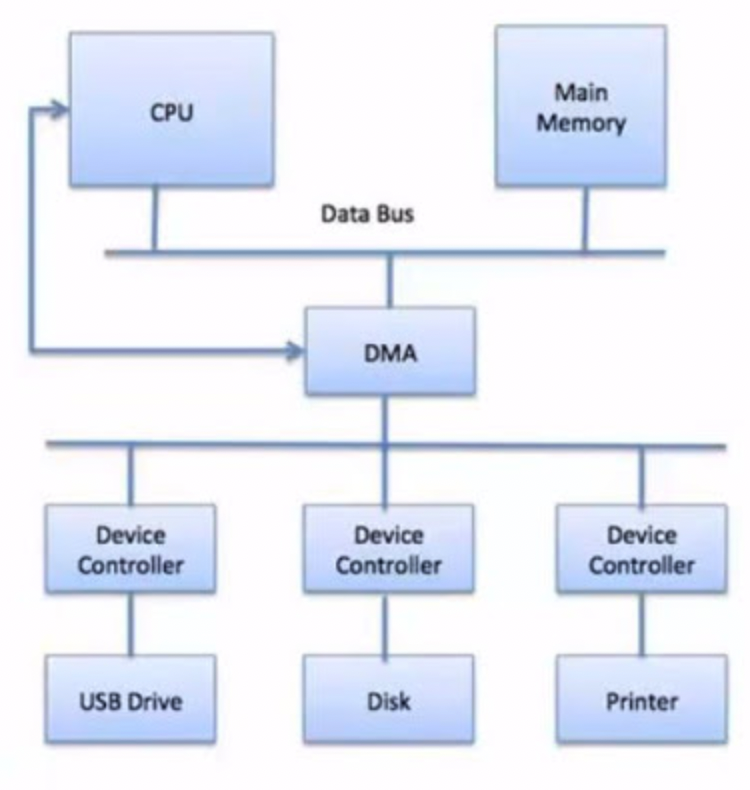 CPU
Main
Memory
Data Bus
DMA
Device
Controller
Device
Controller
Device
Controller
USB Drive
Disk
Printer